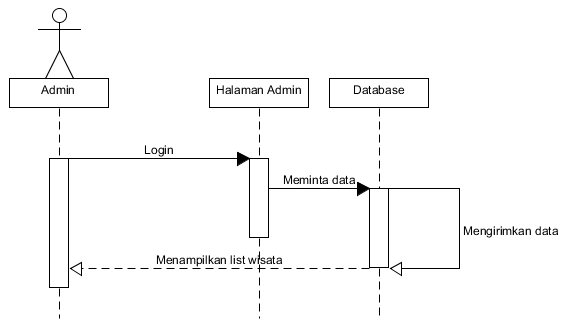 Admin
Halaman Admin
Database
Login
Meminta data
Mengirimkan data
Menampilkan list wisata